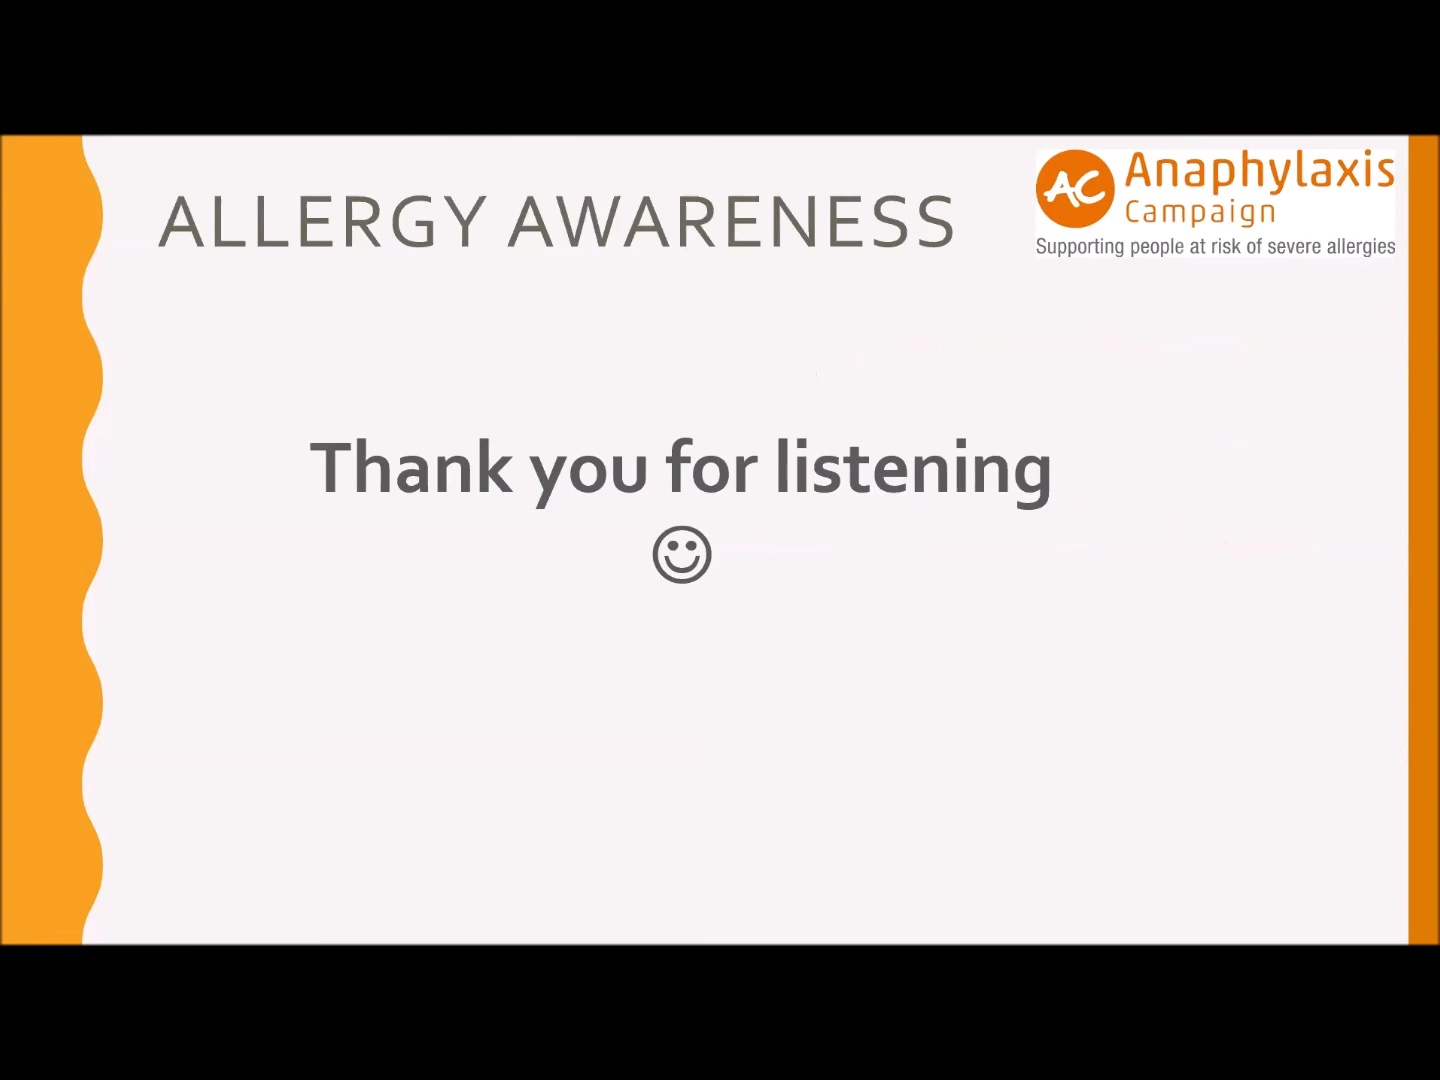 ALLERGY AWARENESS
AC Anaphylaxis
Campaign
Supporting people at risk of severe allergies
Thank you for listening
☺